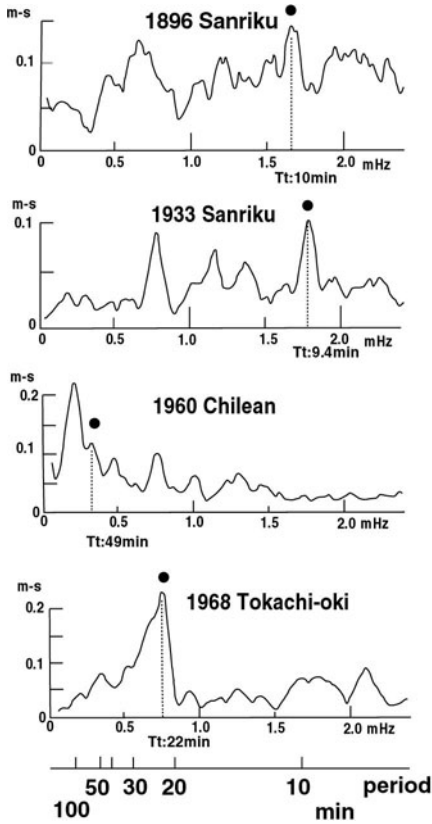 m-s
1896 Sanriku
0.1
0
0 0.5 1.0 1.5 2.0 mHz
Tt:10min
m-s
1933 Sanriku
0.1
0
0 0.5 1.0 1.5 2.0 mHz
Tt:9.4min
m-s
1960 Chilean
0.2
0.1
0
0 0.5 1.0 1.5 2.0 mHz
Tt:49min
m-s
1968 Tokachi-oki
0.2
0.1
0
0.5 1.0 1.5 2.0 mHz
Tt:22min
50 30 20 10 period
100 min